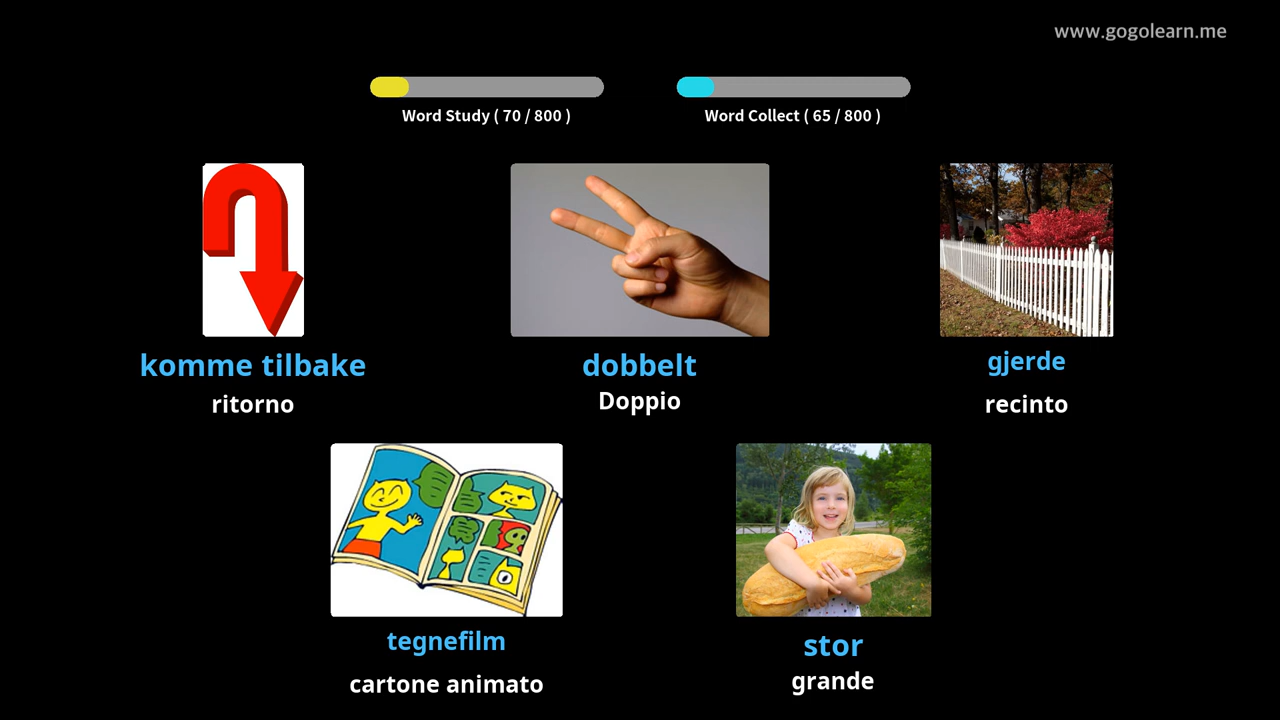 www.gogolearn.me
Word Study ( 70 / 800 )
Word Collect ( 65 / 800 )
komme tilbake
ritorno
dobbelt
Doppio
gjerde
recinto
tegnefilm
cartone animato
stor
grande